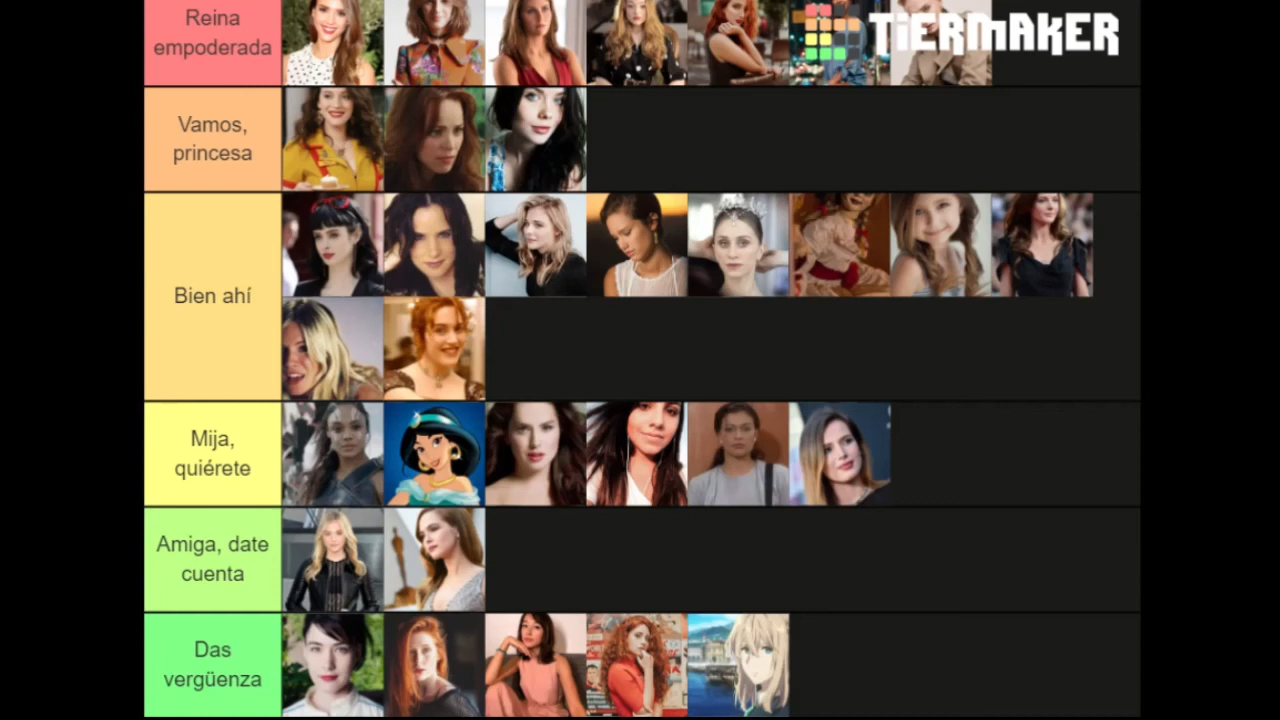 Reina
empoderada
TiERMAKER
Vamos,
princesa
Bien ahí
Mija,
quiérete
Amiga, date
cuenta
Das
vergüenza